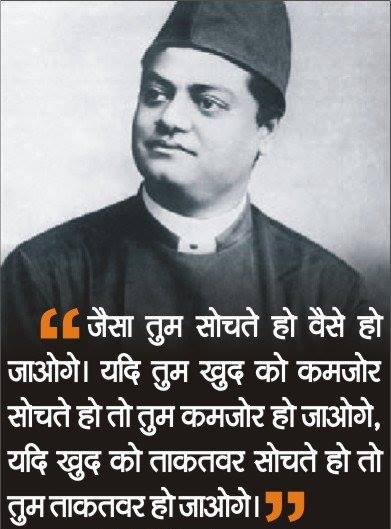 “ जैसा तुम सोचते हो वैसे हो
जाओगे। यदि तुम खुद को कमजोर
सोचते हो तो तुम कमजोर हो जाओगे,
यदि खुद को ताकतवर सोचते हो तो
तुम ताकतवर हो जाओगे। ”